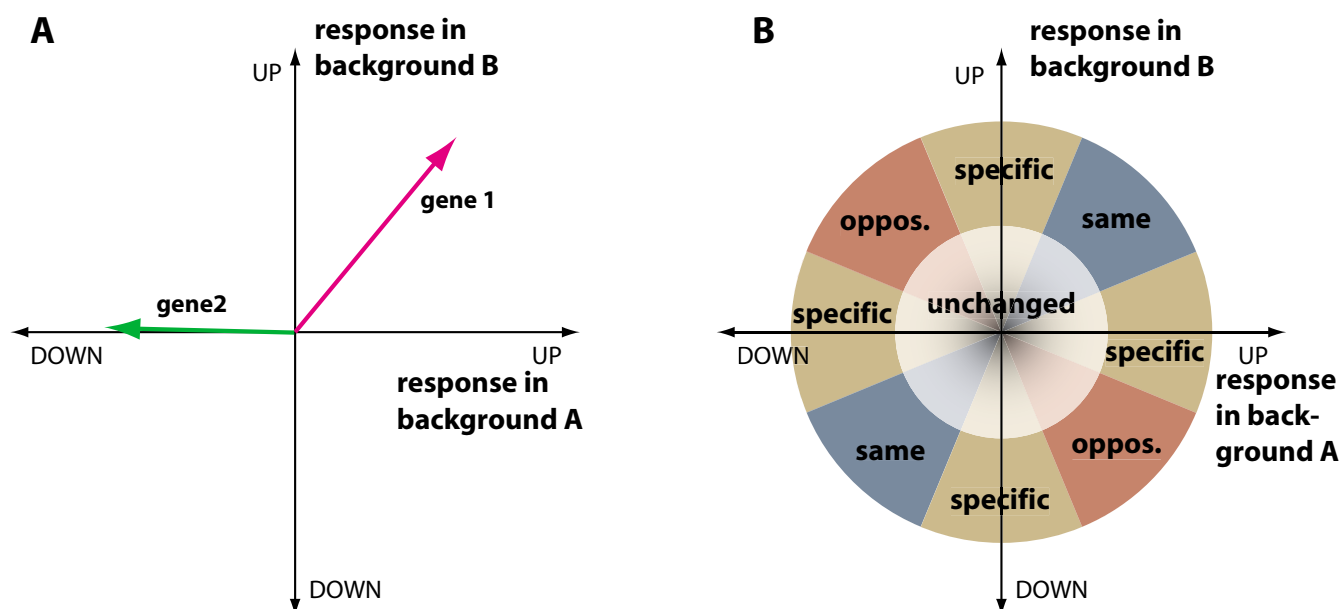 A
response in
background B
UP
gene 1
gene2
DOWN
UP
response in
background A
DOWN
B
response in
background B
UP
specific
oppos.
same
unchanged
specific
specific
DOWN
UP
response
in back-
ground A
same
oppos.
specific
DOWN